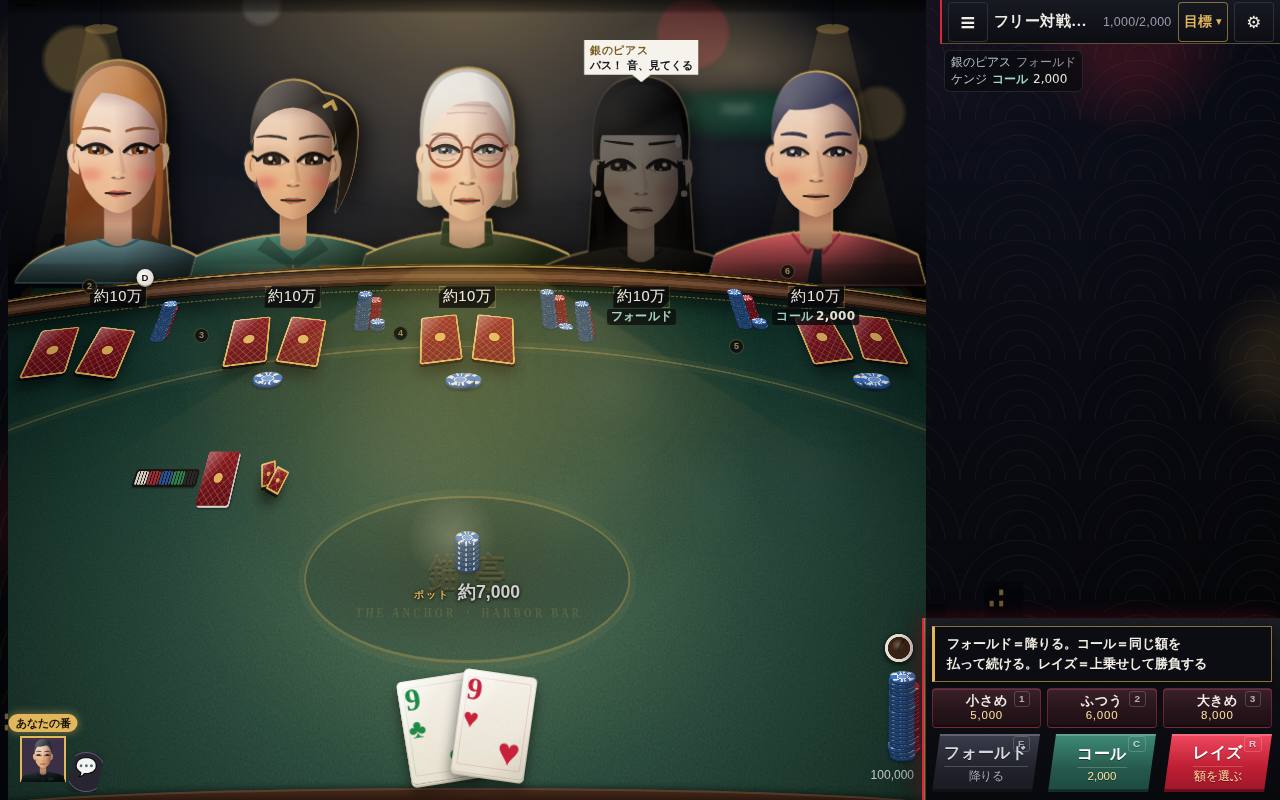 フリー対戦…
1,000/2,000
目標▼
銀のピアス フォールド
ケンジ コール 2,000
銀のピアス
パス！ 音、見てくる
D
2
約10万
約10万
約10万
約10万
フォールド
6
約10万
コール 2,000
3
4
5
ポット 約7,000
THE ANCHOR · HARBOR BAR
9
9
あなたの番
100,000
フォールド＝降りる。コール＝同じ額を
払って続ける。レイズ＝上乗せして勝負する
小さめ 1
5,000
ふつう 2
6,000
大きめ 3
8,000
フォールド F
降りる
コール C
2,000
レイズ R
額を選ぶ